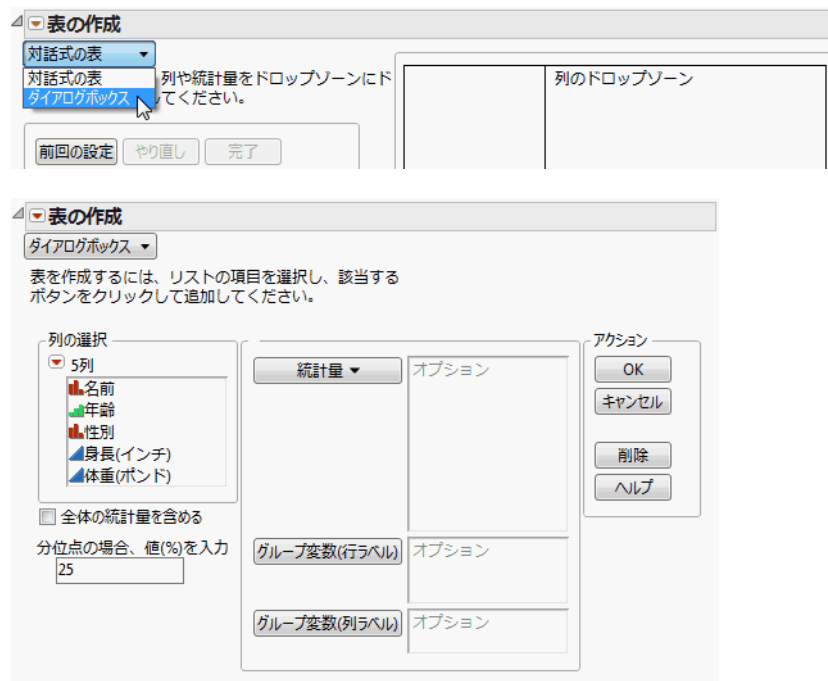 表の作成
対話式の表
対話式の表
列や統計量をドロップゾーンにド
ダイアログボックス
てください。
列のドロップゾーン
前回の設定
やり直し
完了
表の作成
ダイアログボックス
表を作成するには、リストの項目を選択し、該当する
ボタンをクリックして追加してください。
列の選択
5列
名前
年齢
性別
身長(インチ)
体重(ポンド)
全体の統計量を含める
分位点の場合、値(%)を入力
25
統計量
オプション
グループ変数(行ラベル)
オプション
グループ変数(列ラベル)
オプション
アクション
OK
キャンセル
削除
ヘルプ